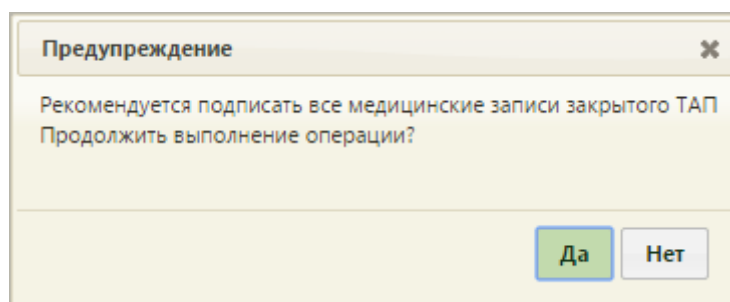 Предупреждение
Рекомендуется подписать все медицинские записи закрытого ТАП
Продолжить выполнение операции?
Да Нет